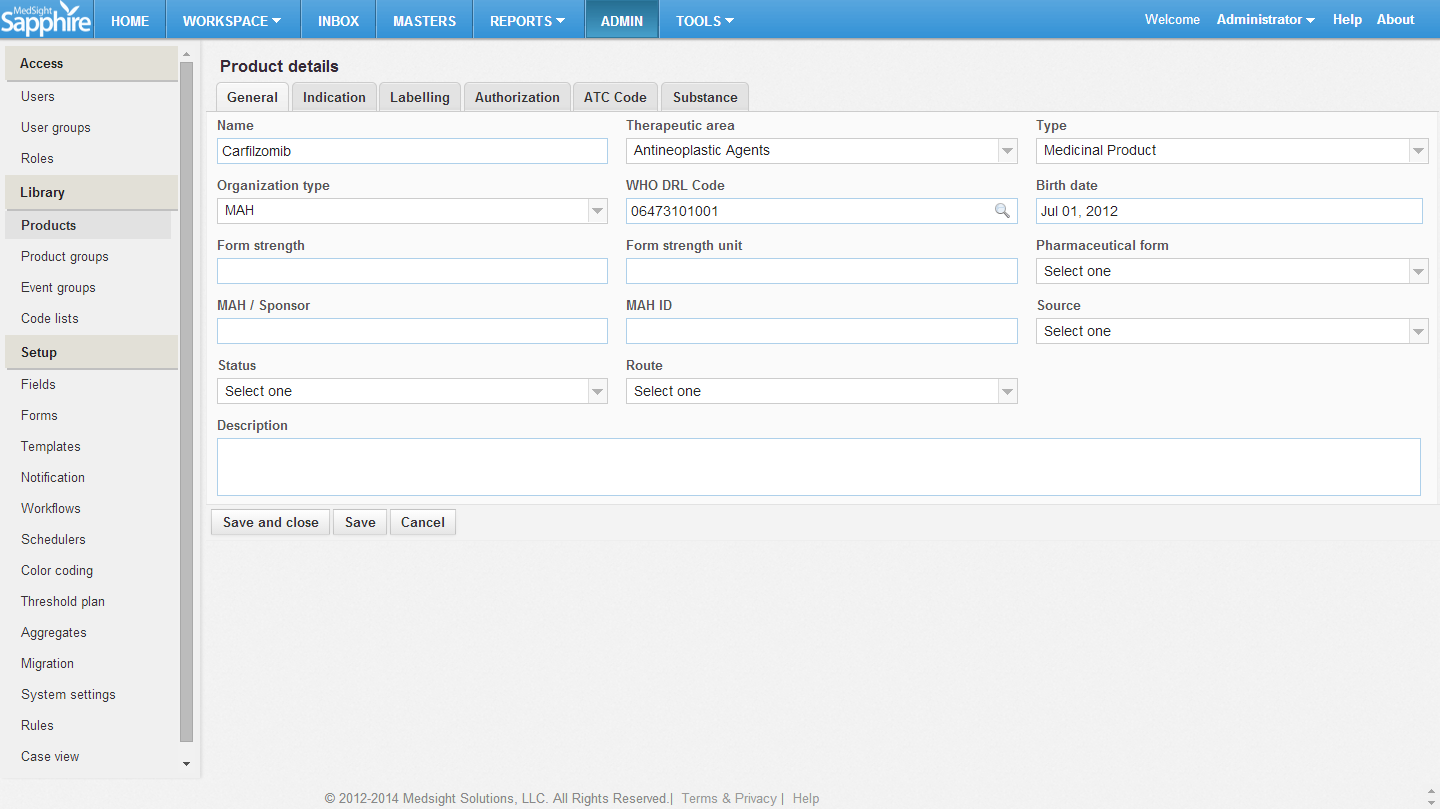 MedSight
Sapphire
HOME WORKSPACE INBOX MASTERS REPORTS ADMIN TOOLS Welcome Administrator Help About
Access
Users
User groups
Roles
Library
Products
Product groups
Event groups
Code lists
Setup
Fields
Forms
Templates
Notification
Workflows
Schedulers
Color coding
Threshold plan
Aggregates
Migration
System settings
Rules
Case view
Product details
General Indication Labelling Authorization ATC Code Substance
Name Therapeutic area Type
Carfilzomib Antineoplastic Agents Medicinal Product
Organization type WHO DRL Code Birth date
MAH 06473101001 Jul 01, 2012
Form strength Form strength unit Pharmaceutical form
Select one
MAH / Sponsor MAH ID Source
Select one
Status Route
Select one Select one
Description
Save and close Save Cancel
© 2012-2014 Medsight Solutions, LLC. All Rights Reserved.| Terms & Privacy | Help